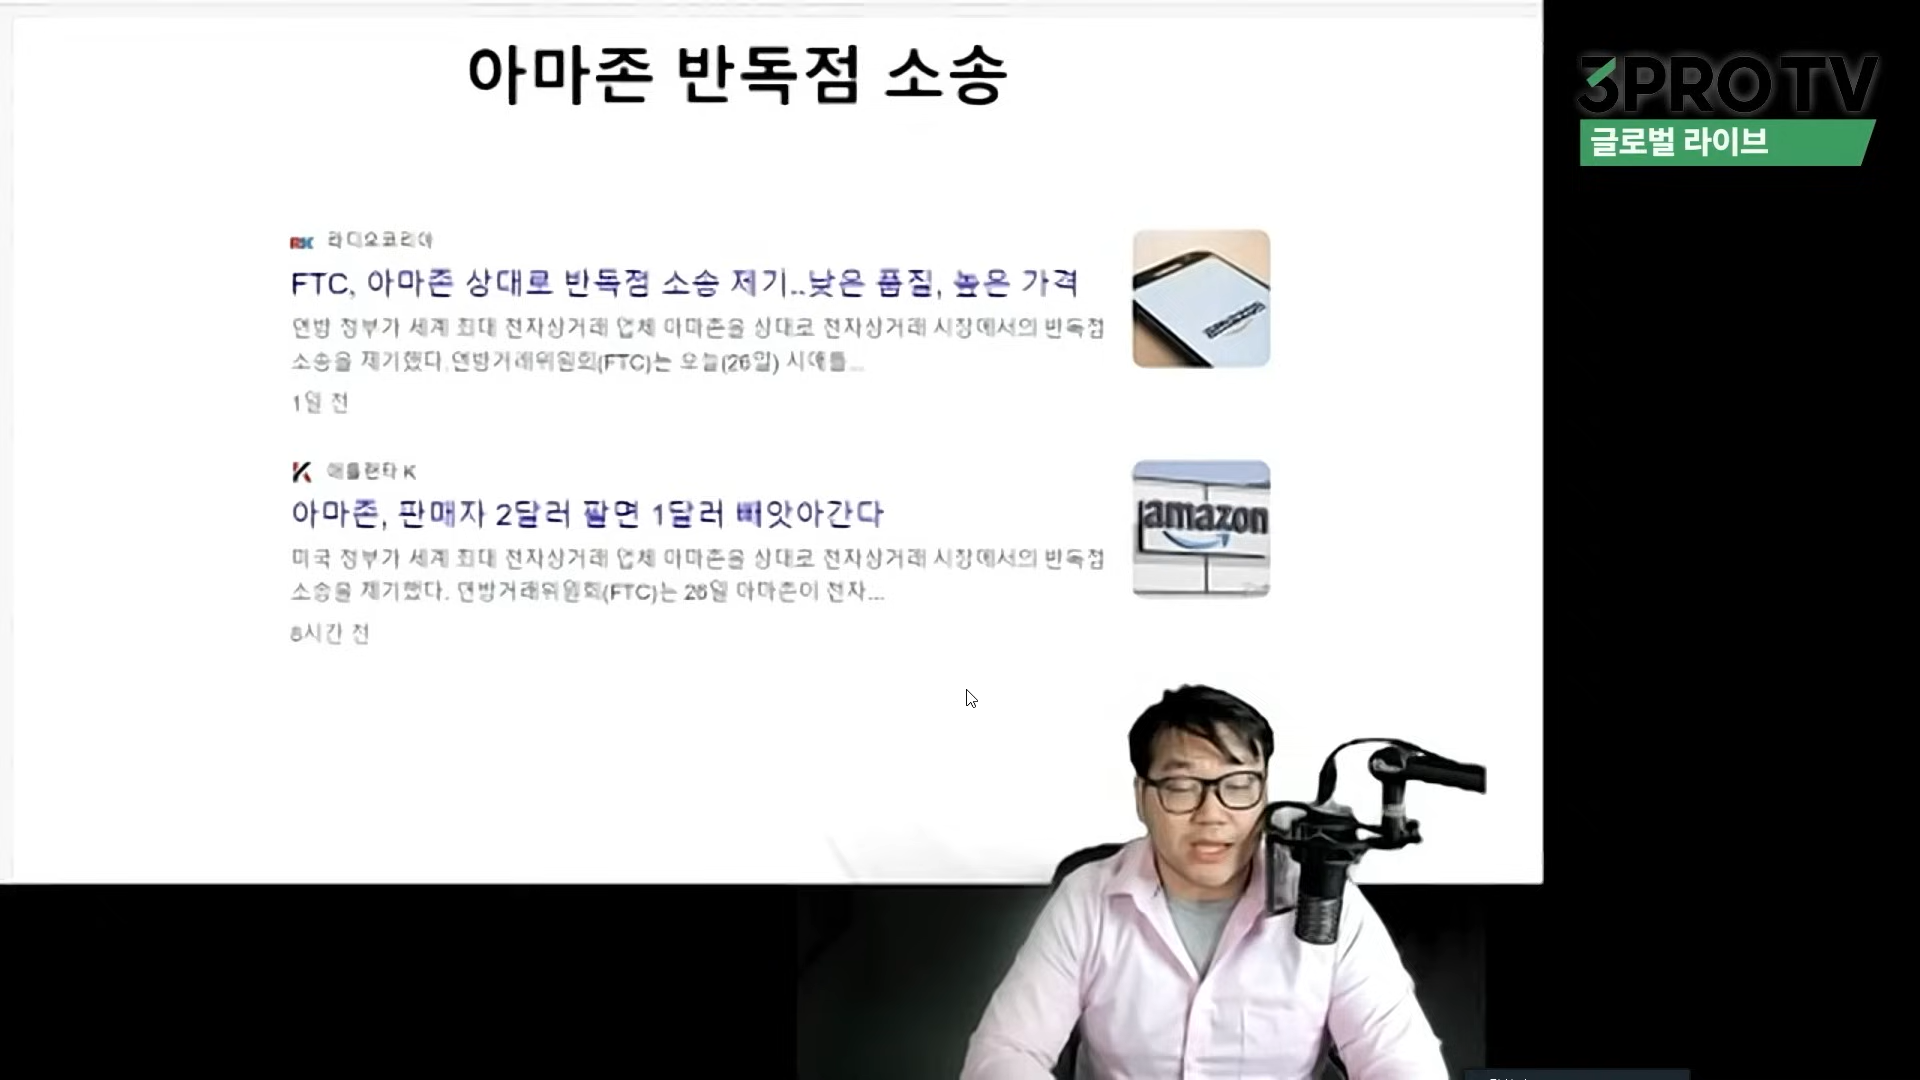 아마존 반독점 소송
3PRO TV
글로벌 라이브
라디오코리아
FTC, 아마존 상대로 반독점 소송 제기..낮은 품질, 높은 가격
연방 정부가 세계 최대 전자상거래 업체 아마존을 상대로 전자상거래 시장에서의 반독점
소송을 제기했다.연방거래위원회(FTC)는 오늘(26일) 시애틀...
1일 전
애틀랜타 K
아마존, 판매자 2달러 팔면 1달러 빼앗아간다
미국 정부가 세계 최대 전자상거래 업체 아마존을 상대로 전자상거래 시장에서의 반독점
소송을 제기했다. 연방거래위원회(FTC)는 26일 아마존이 전자...
8시간 전
amazon